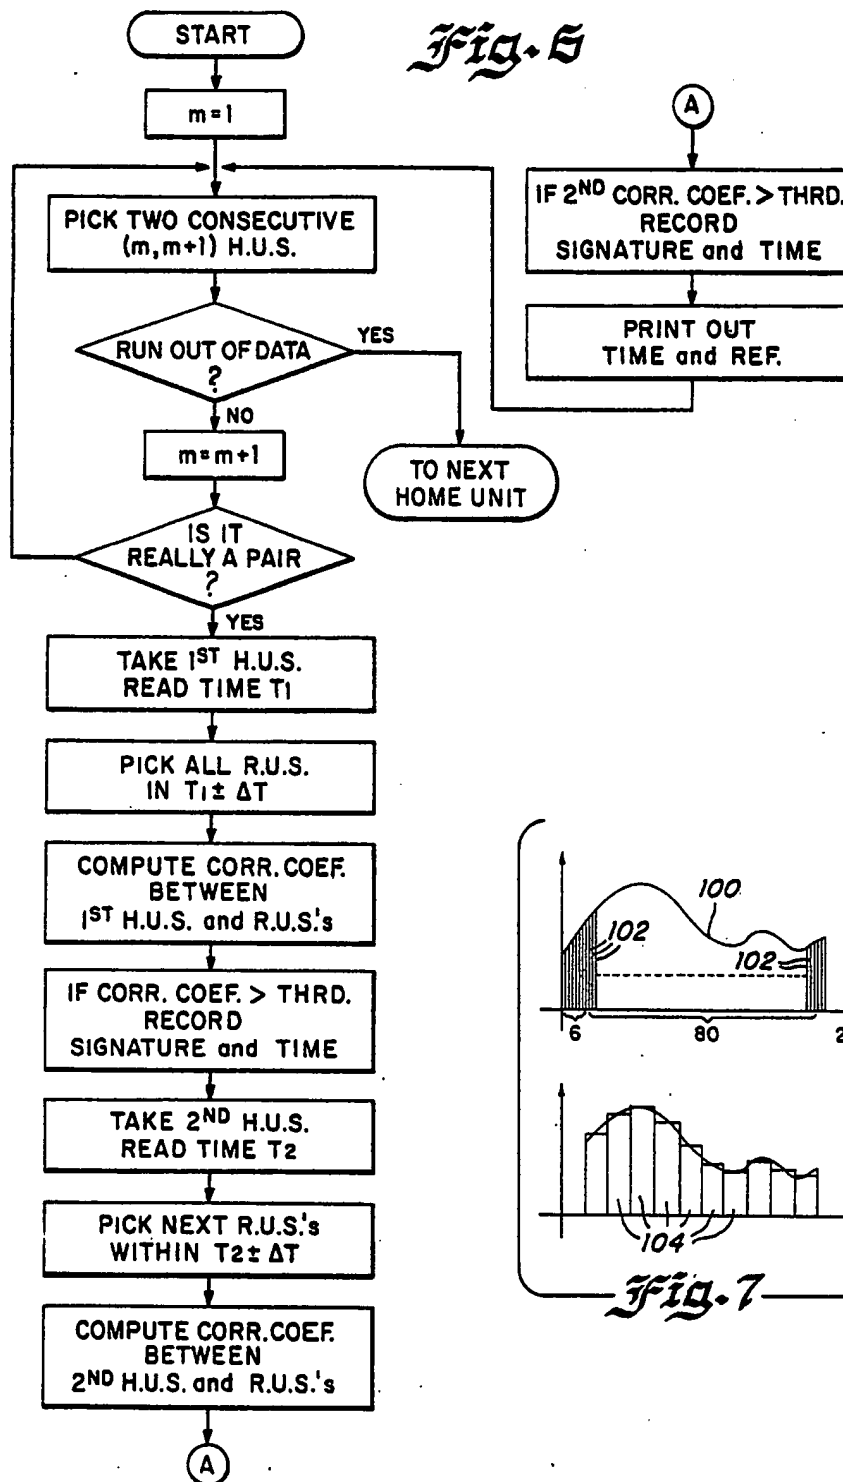 Fig. 6
START
m=1
PICK TWO CONSECUTIVE
(m, m+1) H.U.S.
RUN OUT OF DATA
?
YES
NO
m=m+1
TO NEXT
HOME UNIT
IS IT
REALLY A PAIR
?
YES
TAKE 1ST H.U.S.
READ TIME T1
PICK ALL R.U.S.
IN T1 ± ΔT
COMPUTE CORR. COEF.
BETWEEN
1ST H.U.S. and R.U.S.'s
IF CORR. COEF. > THRD.
RECORD
SIGNATURE and TIME
TAKE 2ND H.U.S.
READ TIME T2
PICK NEXT R.U.S.'s
WITHIN T2 ± ΔT
COMPUTE CORR. COEF.
BETWEEN
2ND H.U.S. and R.U.S.'s
A
A
IF 2ND CORR. COEF. > THRD.
RECORD
SIGNATURE and TIME
PRINT OUT
TIME and REF.
100
102
102
6
80
2
104
Fig. 7